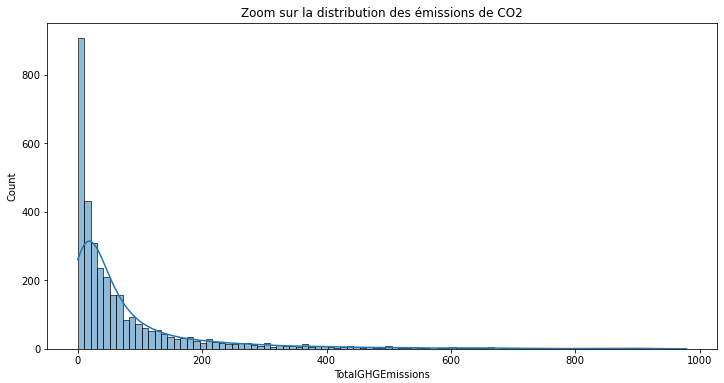 Zoom sur la distribution des émissions de CO2
Count
800
600
400
200
0
0 200 400 600 800 1000
TotalGHGEmissions